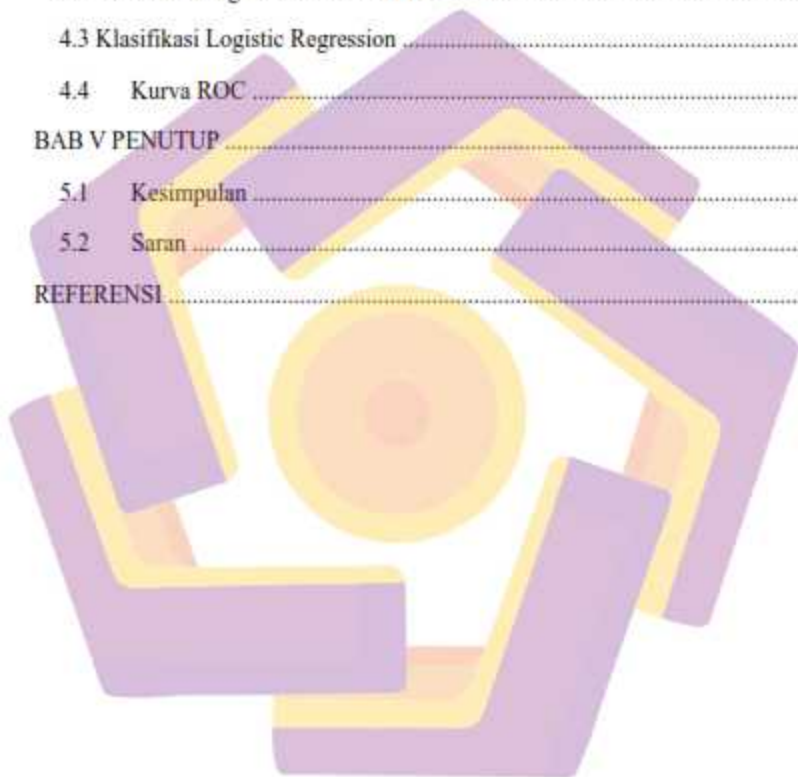 4.3 Klasifikasi Logistic Regression ........................................................................
4.4 Kurva ROC ........................................................................
BAB V PENUTUP ........................................................................
5.1 Kesimpulan ........................................................................
5.2 Saran ........................................................................
REFERENSI ........................................................................